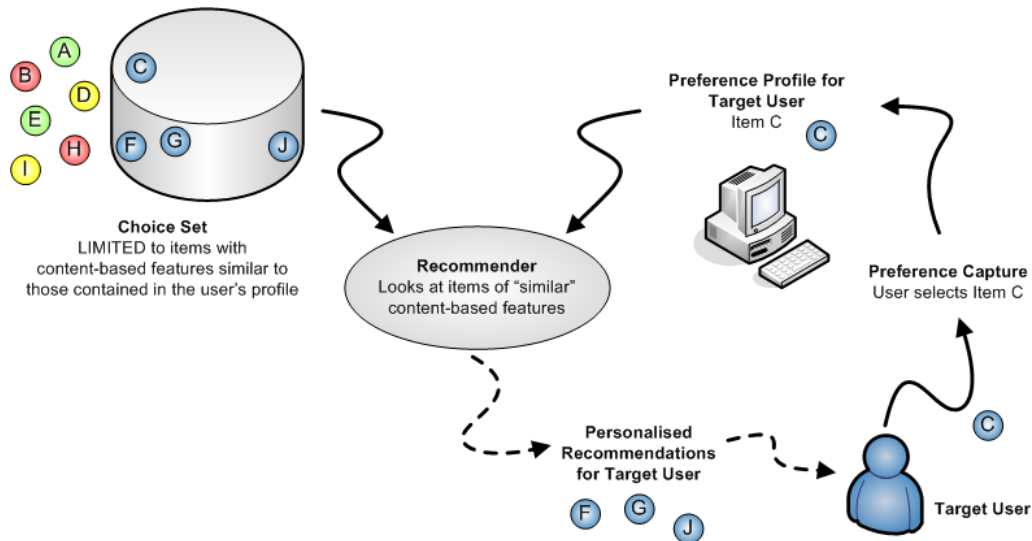 A
B
C
D
E
F
G
J
H
I
Choice Set
LIMITED to items with
content-based features similar to
those contained in the user's profile
Recommender
Looks at items of “similar”
content-based features
Preference Profile for
Target User
Item C
C
Preference Capture
User selects Item C
C
Personalised
Recommendations
for Target User
F
G
J
Target User